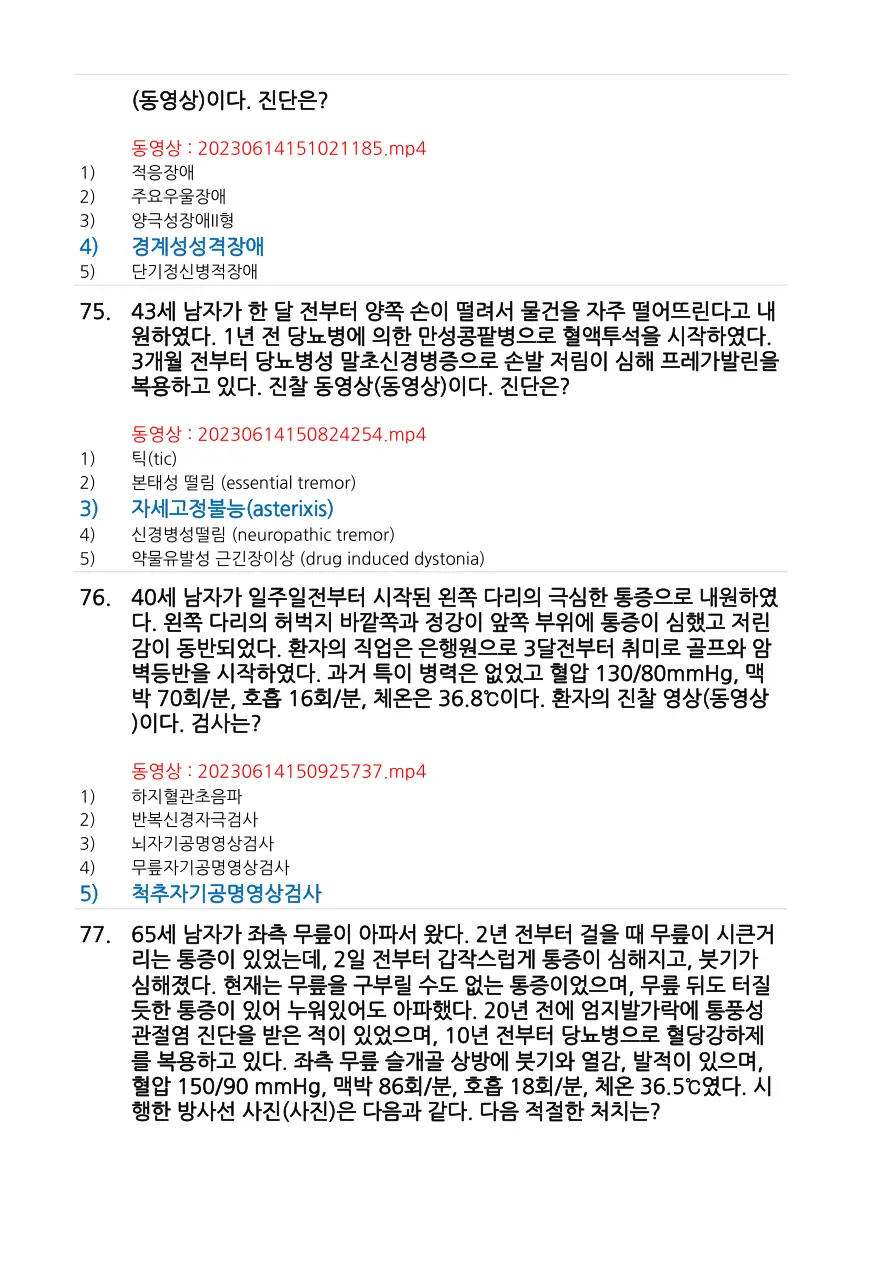 (동영상)이다. 진단은?
동영상 : 20230614151021185.mp4
1) 적응장애
2) 주요우울장애
3) 양극성장애II형
4) 경계성성격장애
5) 단기정신병적장애
75. 43세 남자가 한 달 전부터 양쪽 손이 떨려서 물건을 자주 떨어뜨린다고 내
원하였다. 1년 전 당뇨병에 의한 만성콩팥병으로 혈액투석을 시작하였다.
3개월 전부터 당뇨병성 말초신경병증으로 손발 저림이 심해 프레가발린을
복용하고 있다. 진찰 동영상(동영상)이다. 진단은?
동영상 : 20230614150824254.mp4
1) 틱(tic)
2) 본태성 떨림 (essential tremor)
3) 자세고정불능(asterixis)
4) 신경병성떨림 (neuropathic tremor)
5) 약물유발성 근긴장이상 (drug induced dystonia)
76. 40세 남자가 일주일전부터 시작된 왼쪽 다리의 극심한 통증으로 내원하였
다. 왼쪽 다리의 허벅지 바깥쪽과 정강이 앞쪽 부위에 통증이 심했고 저린
감이 동반되었다. 환자의 직업은 은행원으로 3달전부터 취미로 골프와 암
벽등반을 시작하였다. 과거 특이 병력은 없었고 혈압 130/80mmHg, 맥
박 70회/분, 호흡 16회/분, 체온은 36.8℃이다. 환자의 진찰 영상(동영상
)이다. 검사는?
동영상 : 20230614150925737.mp4
1) 하지혈관초음파
2) 반복신경자극검사
3) 뇌자기공명영상검사
4) 무릎자기공명영상검사
5) 척추자기공명영상검사
77. 65세 남자가 좌측 무릎이 아파서 왔다. 2년 전부터 걸을 때 무릎이 시큰거
리는 통증이 있었는데, 2일 전부터 갑작스럽게 통증이 심해지고, 붓기가
심해졌다. 현재는 무릎을 구부릴 수도 없는 통증이었으며, 무릎 뒤도 터질
듯한 통증이 있어 누워있어도 아파했다. 20년 전에 엄지발가락에 통풍성
관절염 진단을 받은 적이 있었으며, 10년 전부터 당뇨병으로 혈당강하제
를 복용하고 있다. 좌측 무릎 슬개골 상방에 붓기와 열감, 발적이 있으며,
혈압 150/90 mmHg, 맥박 86회/분, 호흡 18회/분, 체온 36.5℃였다. 시
행한 방사선 사진(사진)은 다음과 같다. 다음 적절한 처치는?